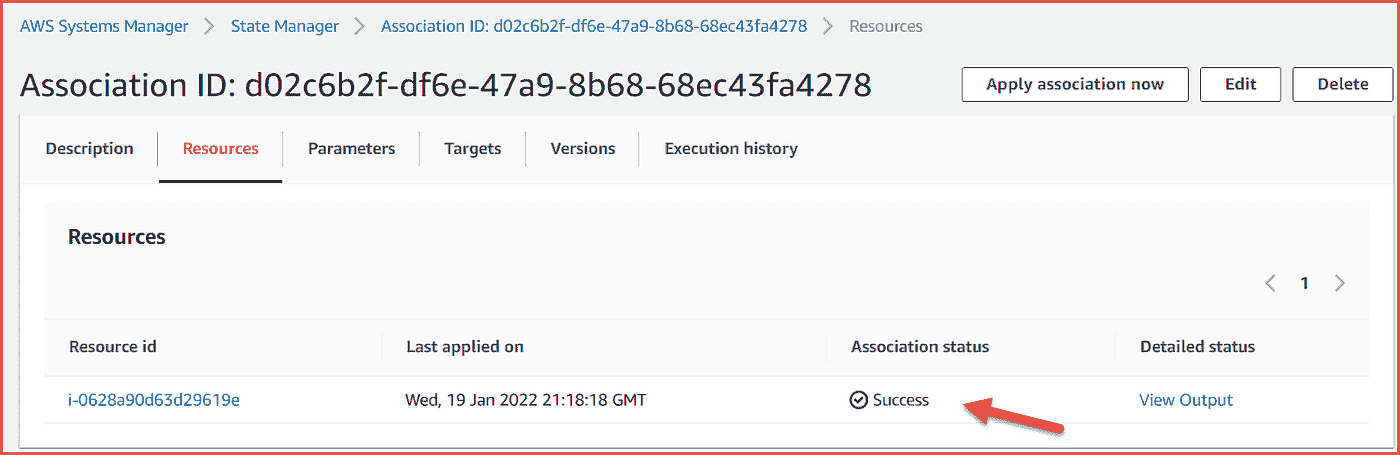 AWS Systems Manager > State Manager > Association ID: d02c6b2f-df6e-47a9-8b68-68ec43fa4278 > Resources
Association ID: d02c6b2f-df6e-47a9-8b68-68ec43fa4278 Apply association now Edit Delete
Description Resources Parameters Targets Versions Execution history
Resources
< 1 >
Resource id Last applied on Association status Detailed status
i-0628a90d63d29619e Wed, 19 Jan 2022 21:18:18 GMT Success View Output